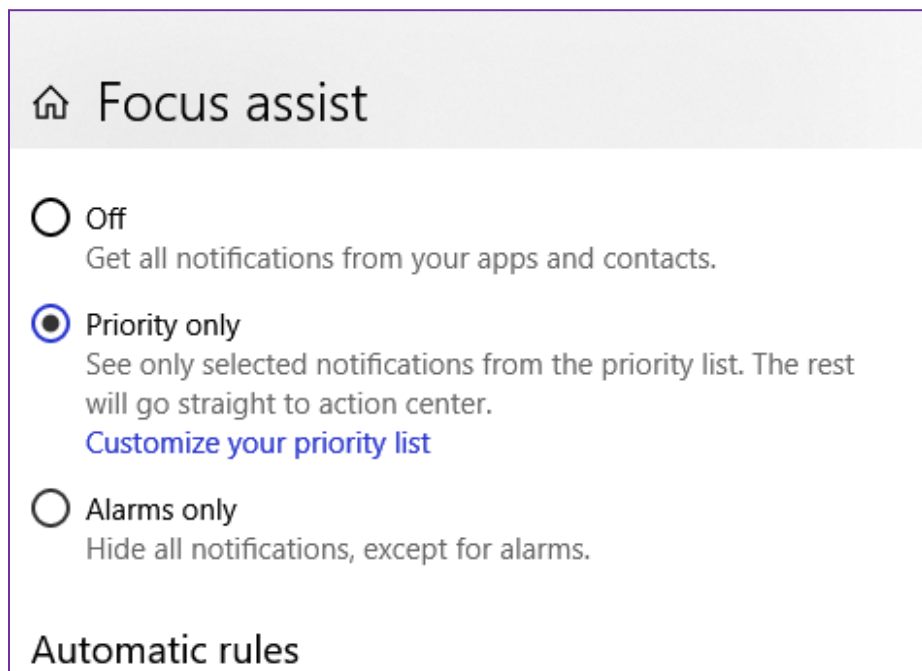 Focus assist
Off
Get all notifications from your apps and contacts.
Priority only
See only selected notifications from the priority list. The rest
will go straight to action center.
Customize your priority list
Alarms only
Hide all notifications, except for alarms.
Automatic rules